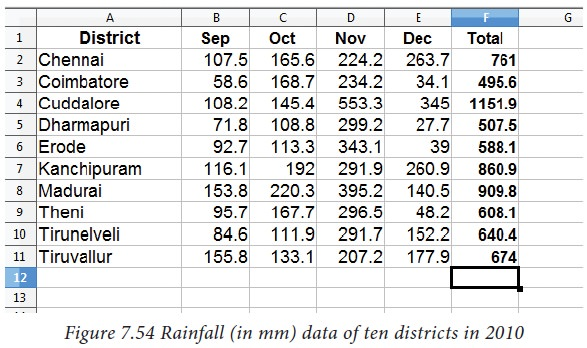 A B C D E F G
1 District Sep Oct Nov Dec Total
2 Chennai 107.5 165.6 224.2 263.7 761
3 Coimbatore 58.6 168.7 234.2 34.1 495.6
4 Cuddalore 108.2 145.4 553.3 345 1151.9
5 Dharmapuri 71.8 108.8 299.2 27.7 507.5
6 Erode 92.7 113.3 343.1 39 588.1
7 Kanchipuram 116.1 192 291.9 260.9 860.9
8 Madurai 153.8 220.3 395.2 140.5 909.8
9 Theni 95.7 167.7 296.5 48.2 608.1
10 Tirunelveli 84.6 111.9 291.7 152.2 640.4
11 Tiruvallur 155.8 133.1 207.2 177.9 674
12
13
Figure 7.54 Rainfall (in mm) data of ten districts in 2010